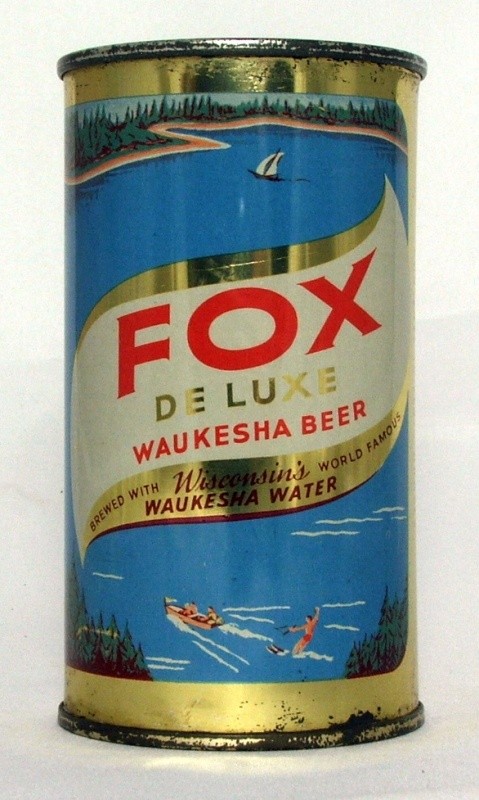 FOX
DE LUXE
WAUKESHA BEER
BREWED WITH Wisconsin's WORLD FAMOUS
WAUKESHA WATER